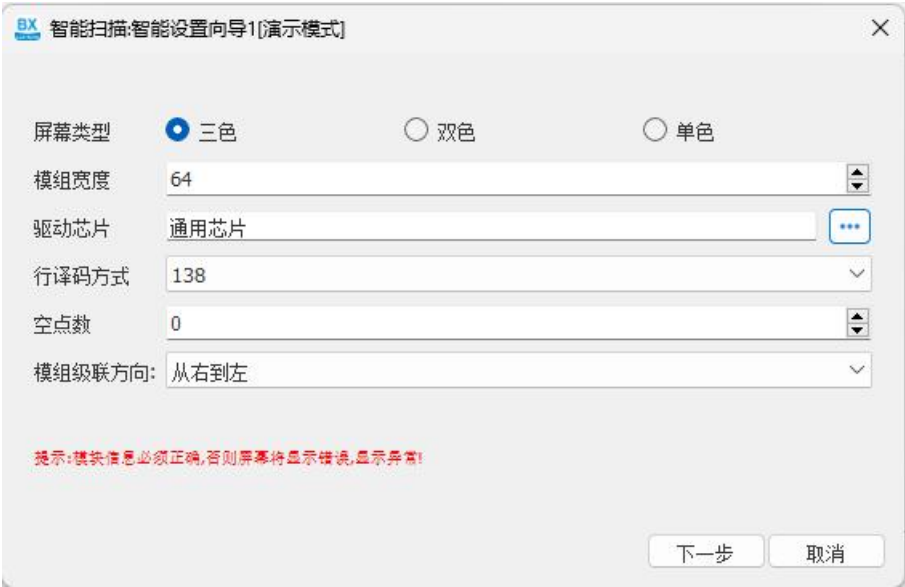 BX 智能扫描:智能设置向导1[演示模式]
屏幕类型 三色 双色 单色
模组宽度 64
驱动芯片 通用芯片 ...
行译码方式 138
空点数 0
模组级联方向: 从右到左
提示:模块信息必须正确,否则屏幕将显示错误,显示异常!
下一步 取消